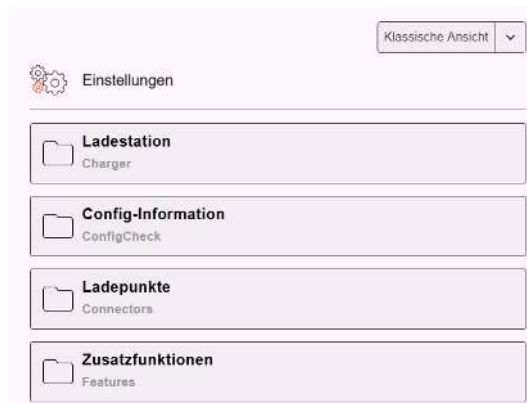 Klassische Ansicht
Einstellungen
Ladestation
Charger
Config-Information
ConfigCheck
Ladepunkte
Connectors
Zusatzfunktionen
Features